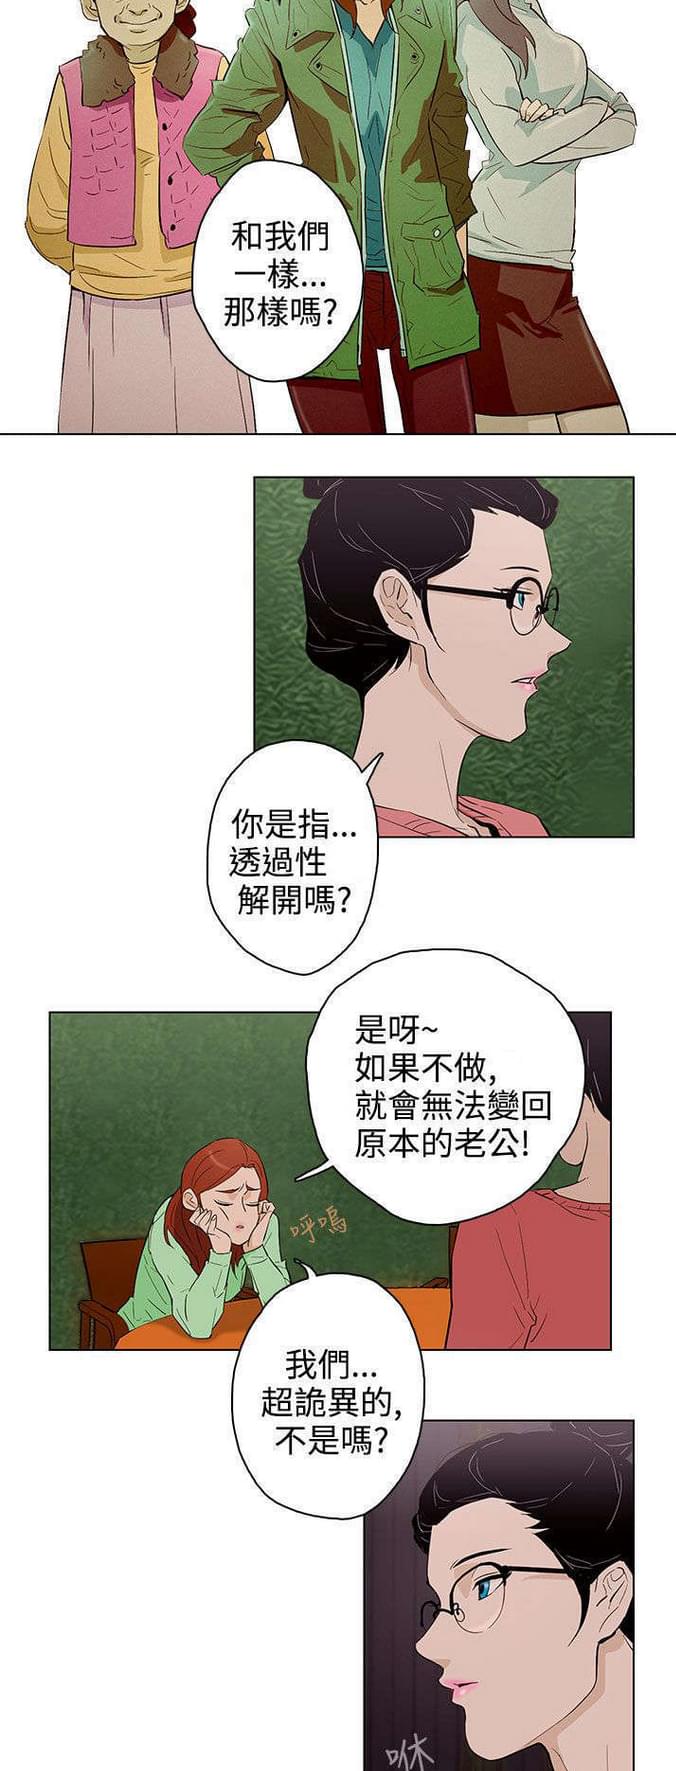 和我們
一樣...
那樣嗎?
你是指...
透過性
解開嗎?
是呀~
如果不做,
就會無法變回
原本的老公!
呼嗚
我們...
超詭異的,
不是嗎?
咻